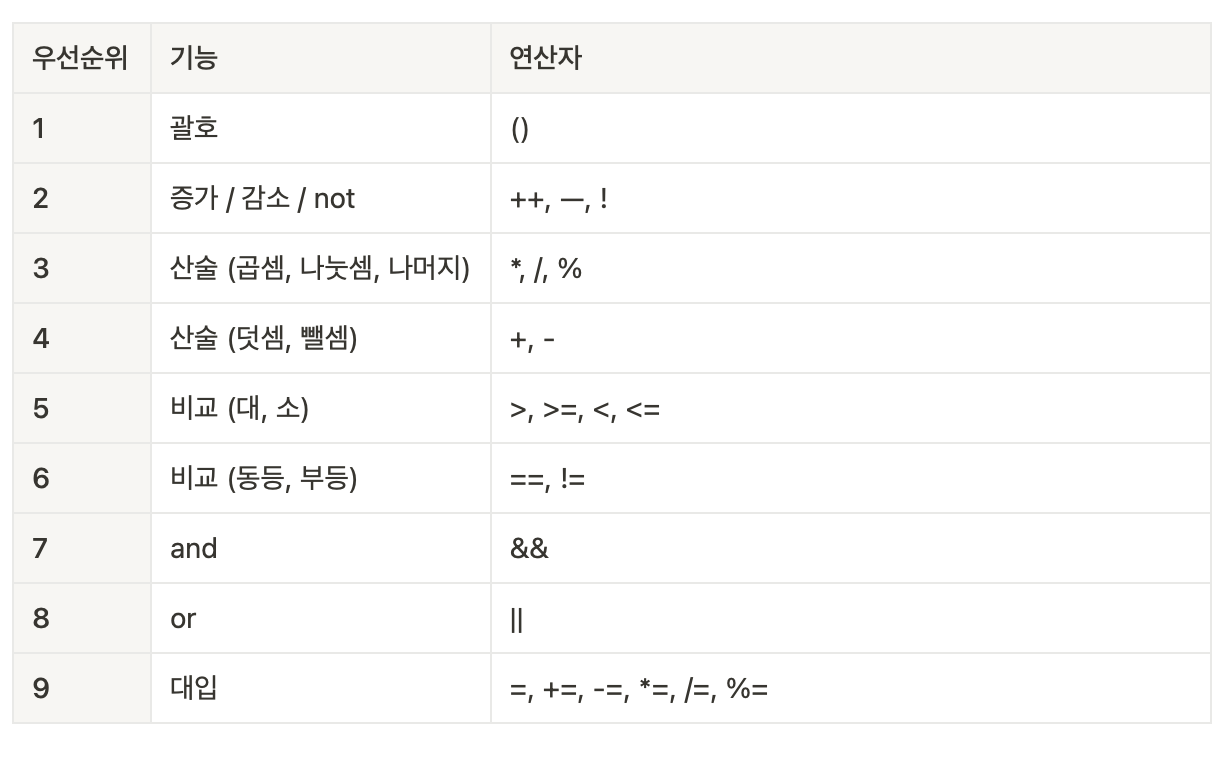 우선순위 기능 연산자
1 괄호 ()
2 증가 / 감소 / not ++, —, !
3 산술 (곱셈, 나눗셈, 나머지) *, /, %
4 산술 (덧셈, 뺄셈) +, -
5 비교 (대, 소) >, >=, <, <=
6 비교 (동등, 부등) ==, !=
7 and &&
8 or ||
9 대입 =, +=, -=, *=, /=, %=